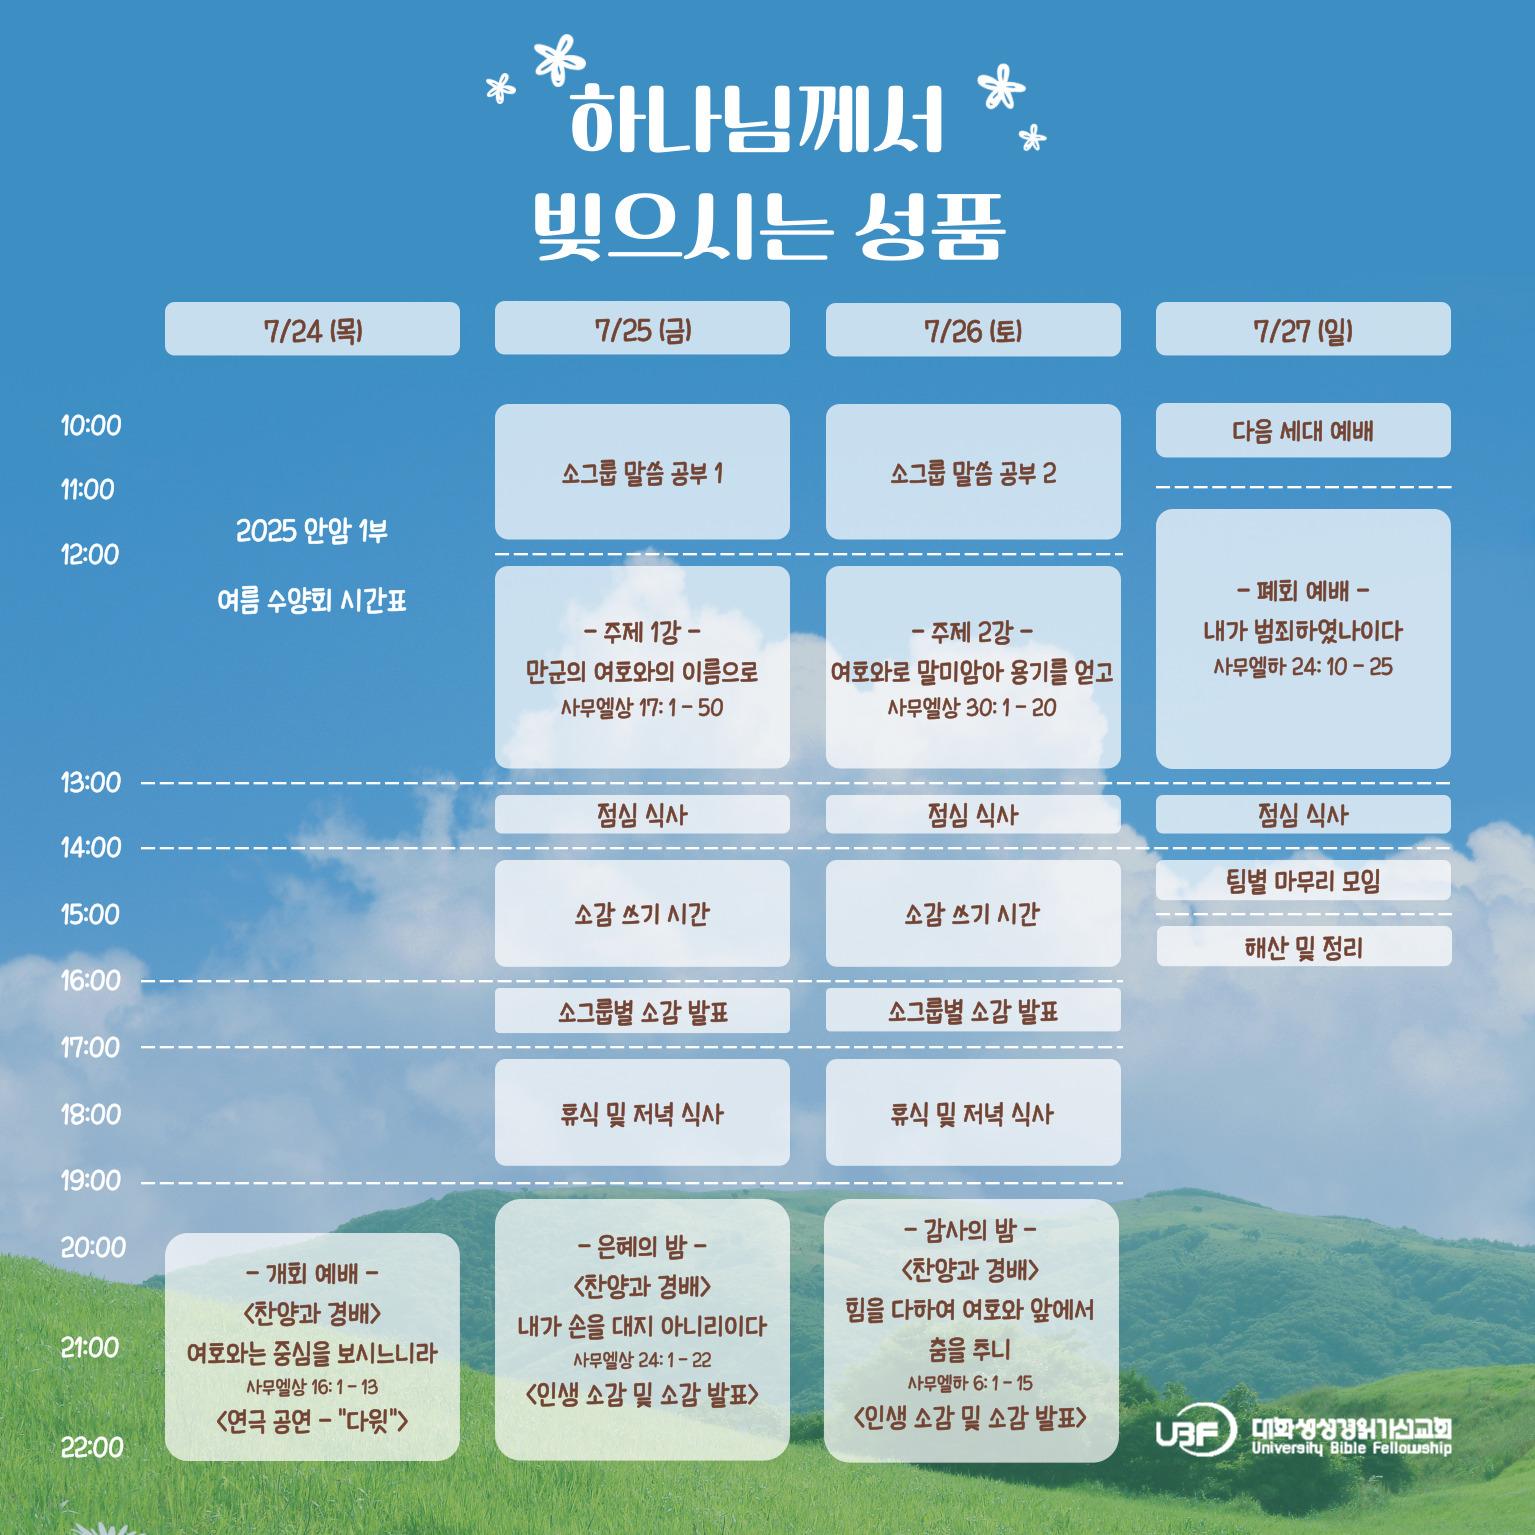 하나님께서
빚으시는 성품
7/24 (목)
7/25 (금)
7/26 (토)
7/27 (일)
10:00
11:00
12:00
13:00
14:00
15:00
16:00
17:00
18:00
19:00
20:00
21:00
22:00
2025 안암 1부
여름 수양회 시간표
- 개회 예배 -
<찬양과 경배>
여호와는 중심을 보시느니라
사무엘상 16: 1 - 13
<연극 공연 - "다윗">
소그룹 말씀 공부 1
- 주제 1강 -
만군의 여호와의 이름으로
사무엘상 17: 1 - 50
점심 식사
소감 쓰기 시간
소그룹별 소감 발표
휴식 및 저녁 식사
- 은혜의 밤 -
<찬양과 경배>
내가 손을 대지 아니리이다
사무엘상 24: 1 - 22
<인생 소감 및 소감 발표>
소그룹 말씀 공부 2
- 주제 2강 -
여호와로 말미암아 용기를 얻고
사무엘상 30: 1 - 20
점심 식사
소감 쓰기 시간
소그룹별 소감 발표
휴식 및 저녁 식사
- 감사의 밤 -
<찬양과 경배>
힘을 다하여 여호와 앞에서
춤을 추니
사무엘하 6: 1 - 15
<인생 소감 및 소감 발표>
다음 세대 예배
- 폐회 예배 -
내가 범죄하였나이다
사무엘하 24: 10 - 25
점심 식사
팀별 마무리 모임
해산 및 정리
UBF
대학생성경읽기선교회
University Bible Fellowship